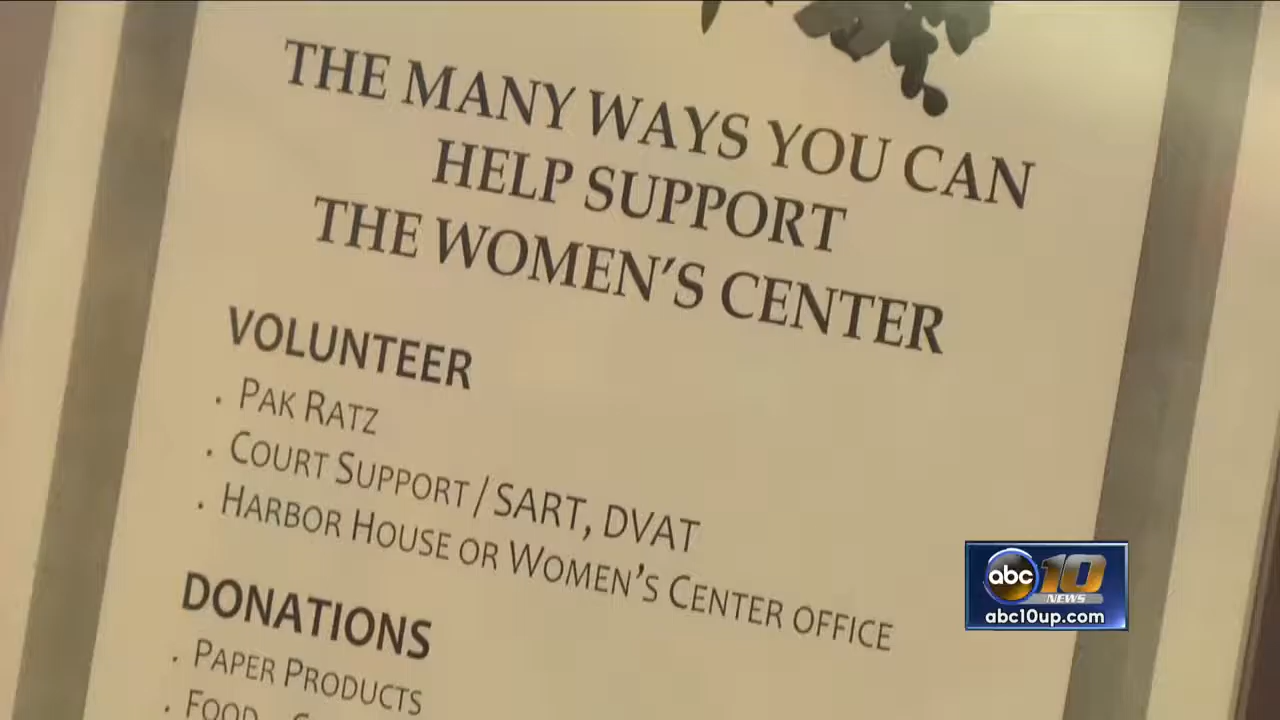 THE MANY WAYS YOU CAN
HELP SUPPORT
THE WOMEN'S CENTER
VOLUNTEER
. PAK RATZ
. COURT SUPPORT / SART, DVAT
. HARBOR HOUSE OR WOMEN'S CENTER OFFICE
DONATIONS
. PAPER PRODUCTS
. FOOD
abc 10
NEWS
abc10up.com